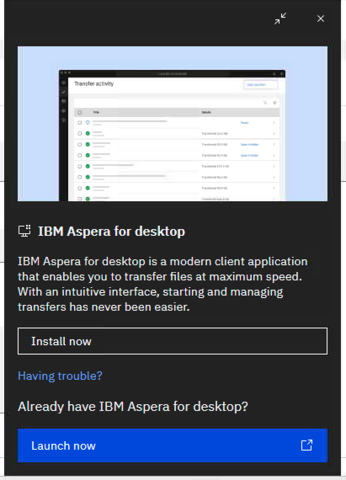 Transfer activity
Title
Details
IBM Aspera for desktop
IBM Aspera for desktop is a modern client application
that enables you to transfer files at maximum speed.
With an intuitive interface, starting and managing
transfers has never been easier.
Install now
Having trouble?
Already have IBM Aspera for desktop?
Launch now